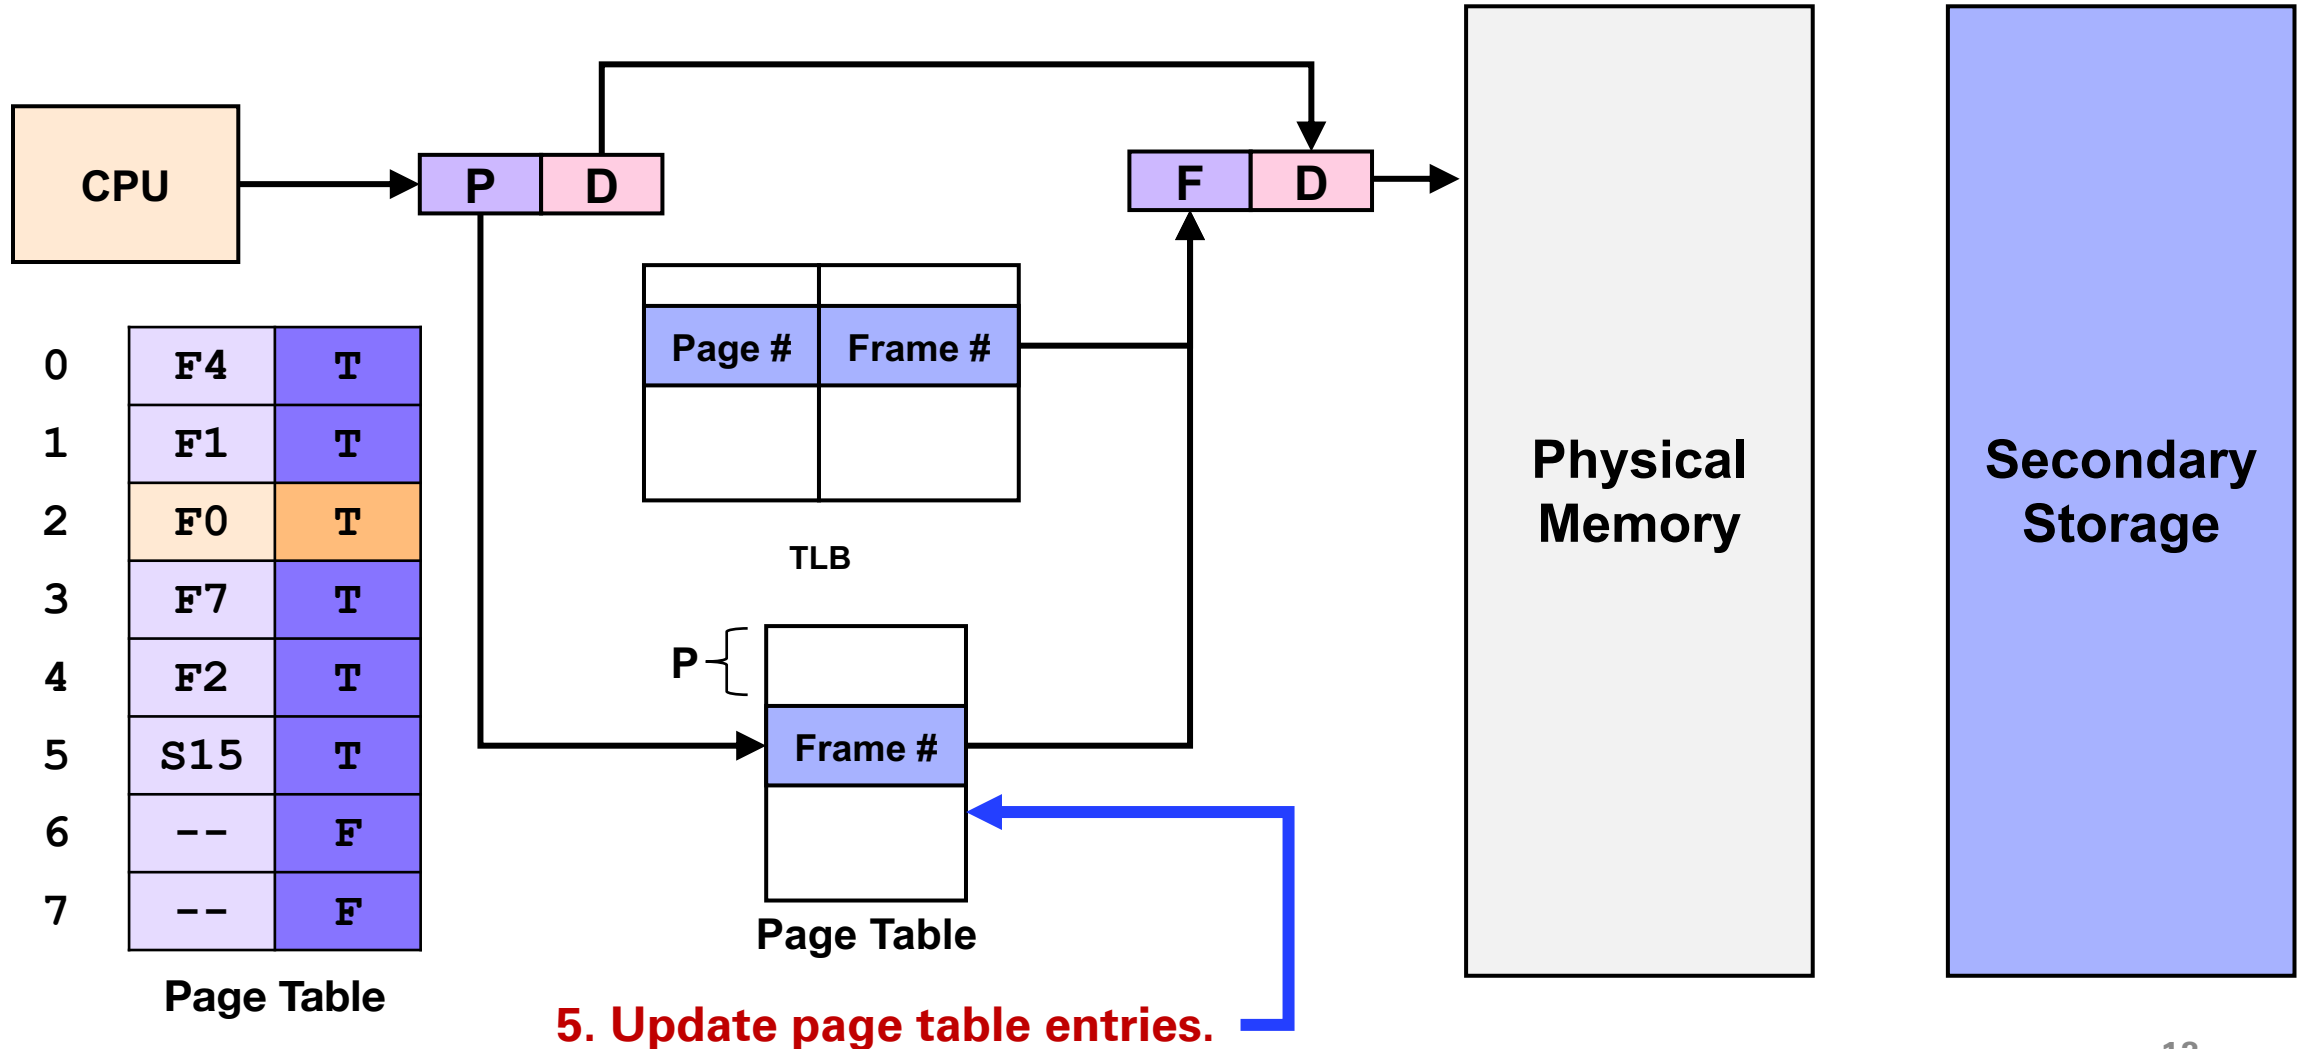 CPU
P D
F D
Page # Frame #
TLB
P
Frame #
Page Table
0 F4 T
1 F1 T
2 F0 T
3 F7 T
4 F2 T
5 S15 T
6 -- F
7 -- F
Page Table
5. Update page table entries.
Physical
Memory
Secondary
Storage